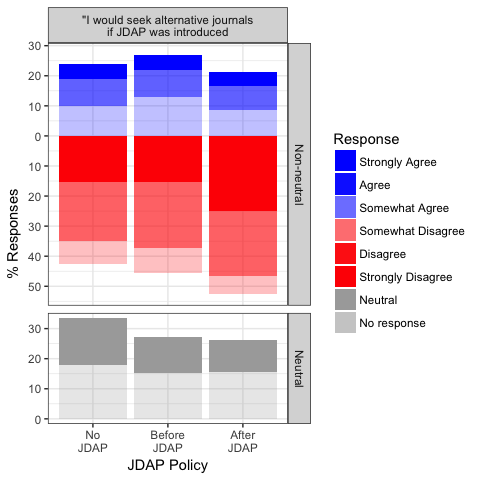 "I would seek alternative journals
if JDAP was introduced
30
20
10
0
10
20
30
40
50
Non-neutral
30
20
10
0
Neutral
% Responses
No
JDAP
Before
JDAP
After
JDAP
JDAP Policy
Response
Strongly Agree
Agree
Somewhat Agree
Somewhat Disagree
Disagree
Strongly Disagree
Neutral
No response